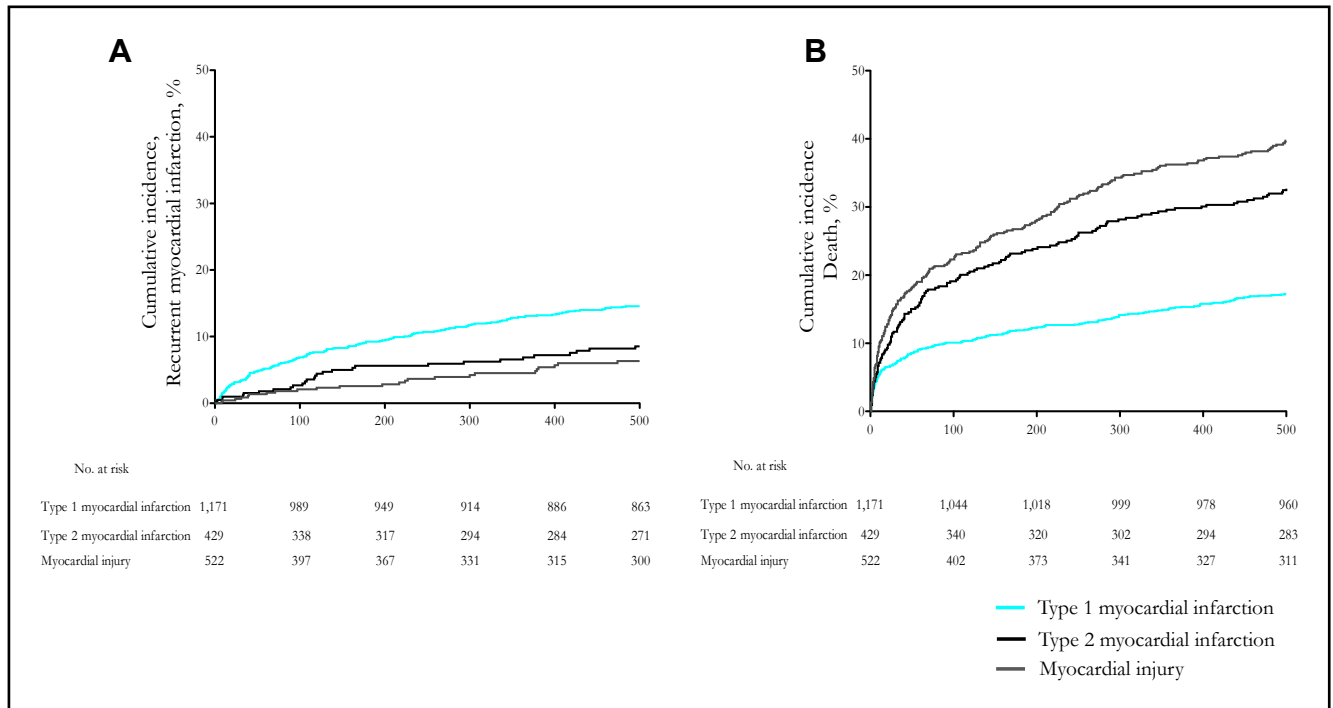 A
Cumulative incidence,
Recurrent myocardial infarction, %
50
40
30
20
10
0
0 100 200 300 400 500
No. at risk
Type 1 myocardial infarction 1,171 989 949 914 886 863
Type 2 myocardial infarction 429 338 317 294 284 271
Myocardial injury 522 397 367 331 315 300
B
Cumulative incidence
Death, %
50
40
30
20
10
0
0 100 200 300 400 500
No. at risk
Type 1 myocardial infarction 1,171 1,044 1,018 999 978 960
Type 2 myocardial infarction 429 340 320 302 294 283
Myocardial injury 522 402 373 341 327 311
Type 1 myocardial infarction
Type 2 myocardial infarction
Myocardial injury